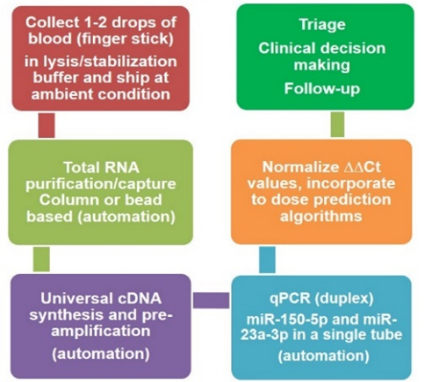 Collect 1-2 drops of
blood (finger stick)
in lysis/stabilization
buffer and ship at
ambient condition
Total RNA
purification/capture
Column or bead
based (automation)
Universal cDNA
synthesis and pre-
amplification
(automation)
qPCR (duplex)
miR-150-5p and miR-
23a-3p in a single tube
(automation)
Normalize ΔΔCt
values, incorporate
to dose prediction
algorithms
Triage
Clinical decision
making
Follow-up